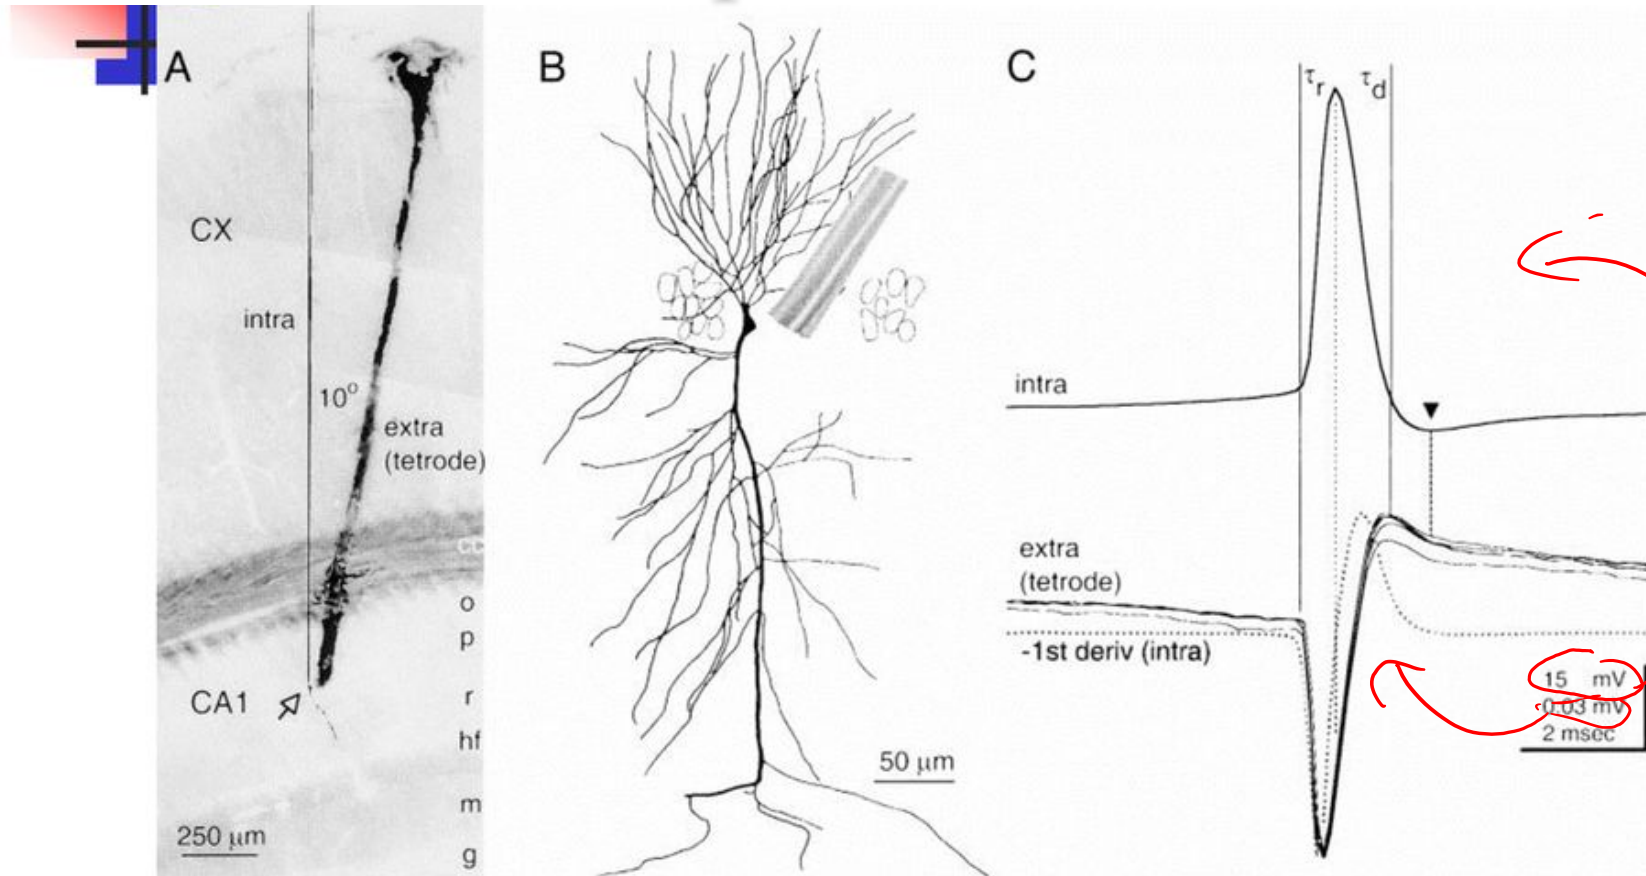 A
CX
intra
10°
extra
(tetrode)
cc
o
p
CA1
r
hf
m
250 μm
g
B
50 μm
C
τr
τd
intra
extra
(tetrode)
-1st deriv (intra)
15 mV
0.03 mV
2 msec